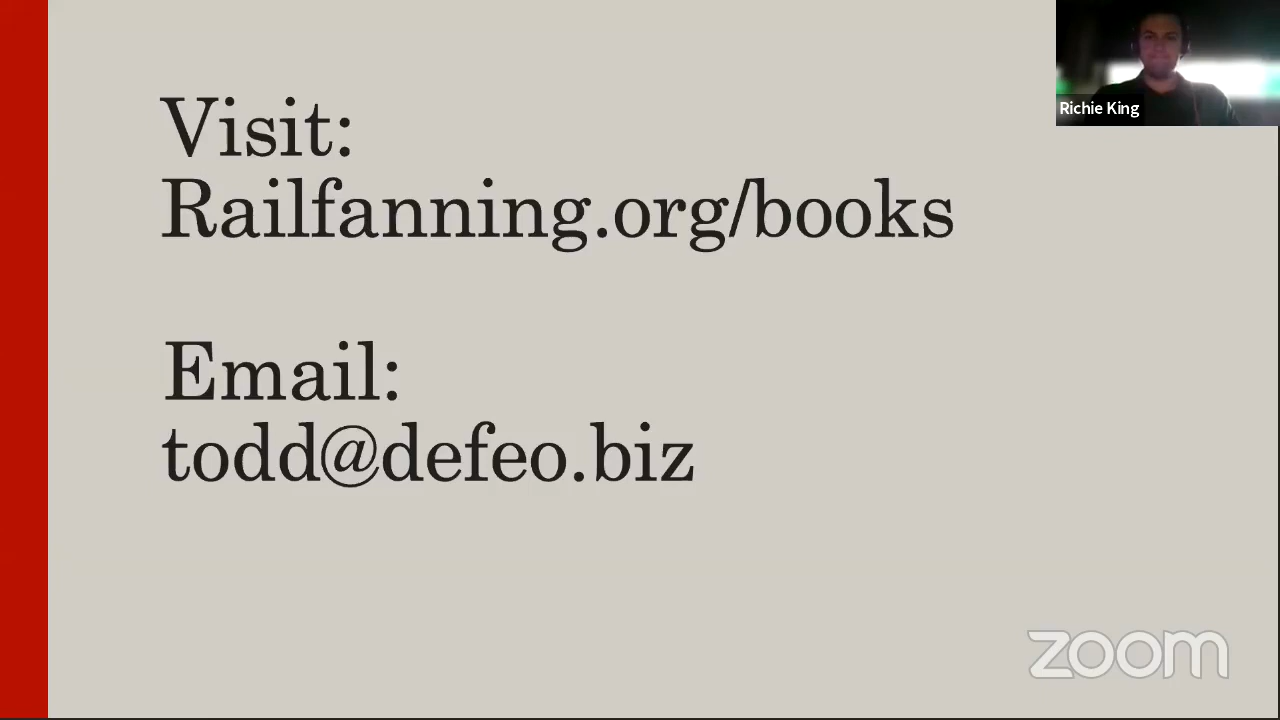 Visit:
Railfanning.org/books
Email:
todd@defeo.biz
Richie King
zoom